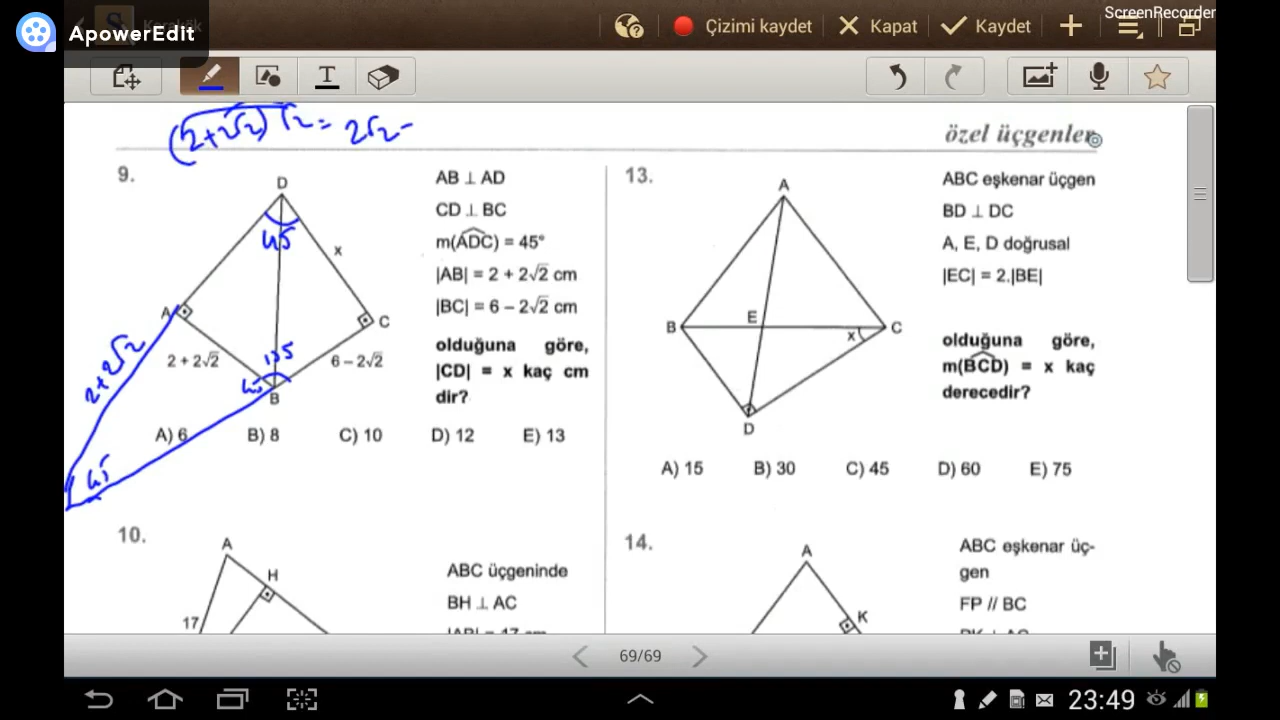 ScreenRecorder
ApowerEdit
Çizimi kaydet
Kapat
Kaydet
T
(2+2√2)√2 = 2√2
özel üçgenler
9.
D
45
x
A
C
2+2√2
135
2 + 2√2
6 – 2√2
45
B
45
AB ⊥ AD
CD ⊥ BC
m(ADC) = 45°
|AB| = 2 + 2√2 cm
|BC| = 6 – 2√2 cm
olduğuna göre,
|CD| = x kaç cm
dir?
A) 6 B) 8 C) 10 D) 12 E) 13
10.
A
H
17
ABC üçgeninde
BH ⊥ AC
|AB| = 17 cm
13.
A
B
E
C
x
D
ABC eşkenar üçgen
BD ⊥ DC
A, E, D doğrusal
|EC| = 2.|BE|
olduğuna göre,
m(BCD) = x kaç
derecedir?
A) 15 B) 30 C) 45 D) 60 E) 75
14.
A
K
ABC eşkenar üç-
gen
FP // BC
69/69
23:49